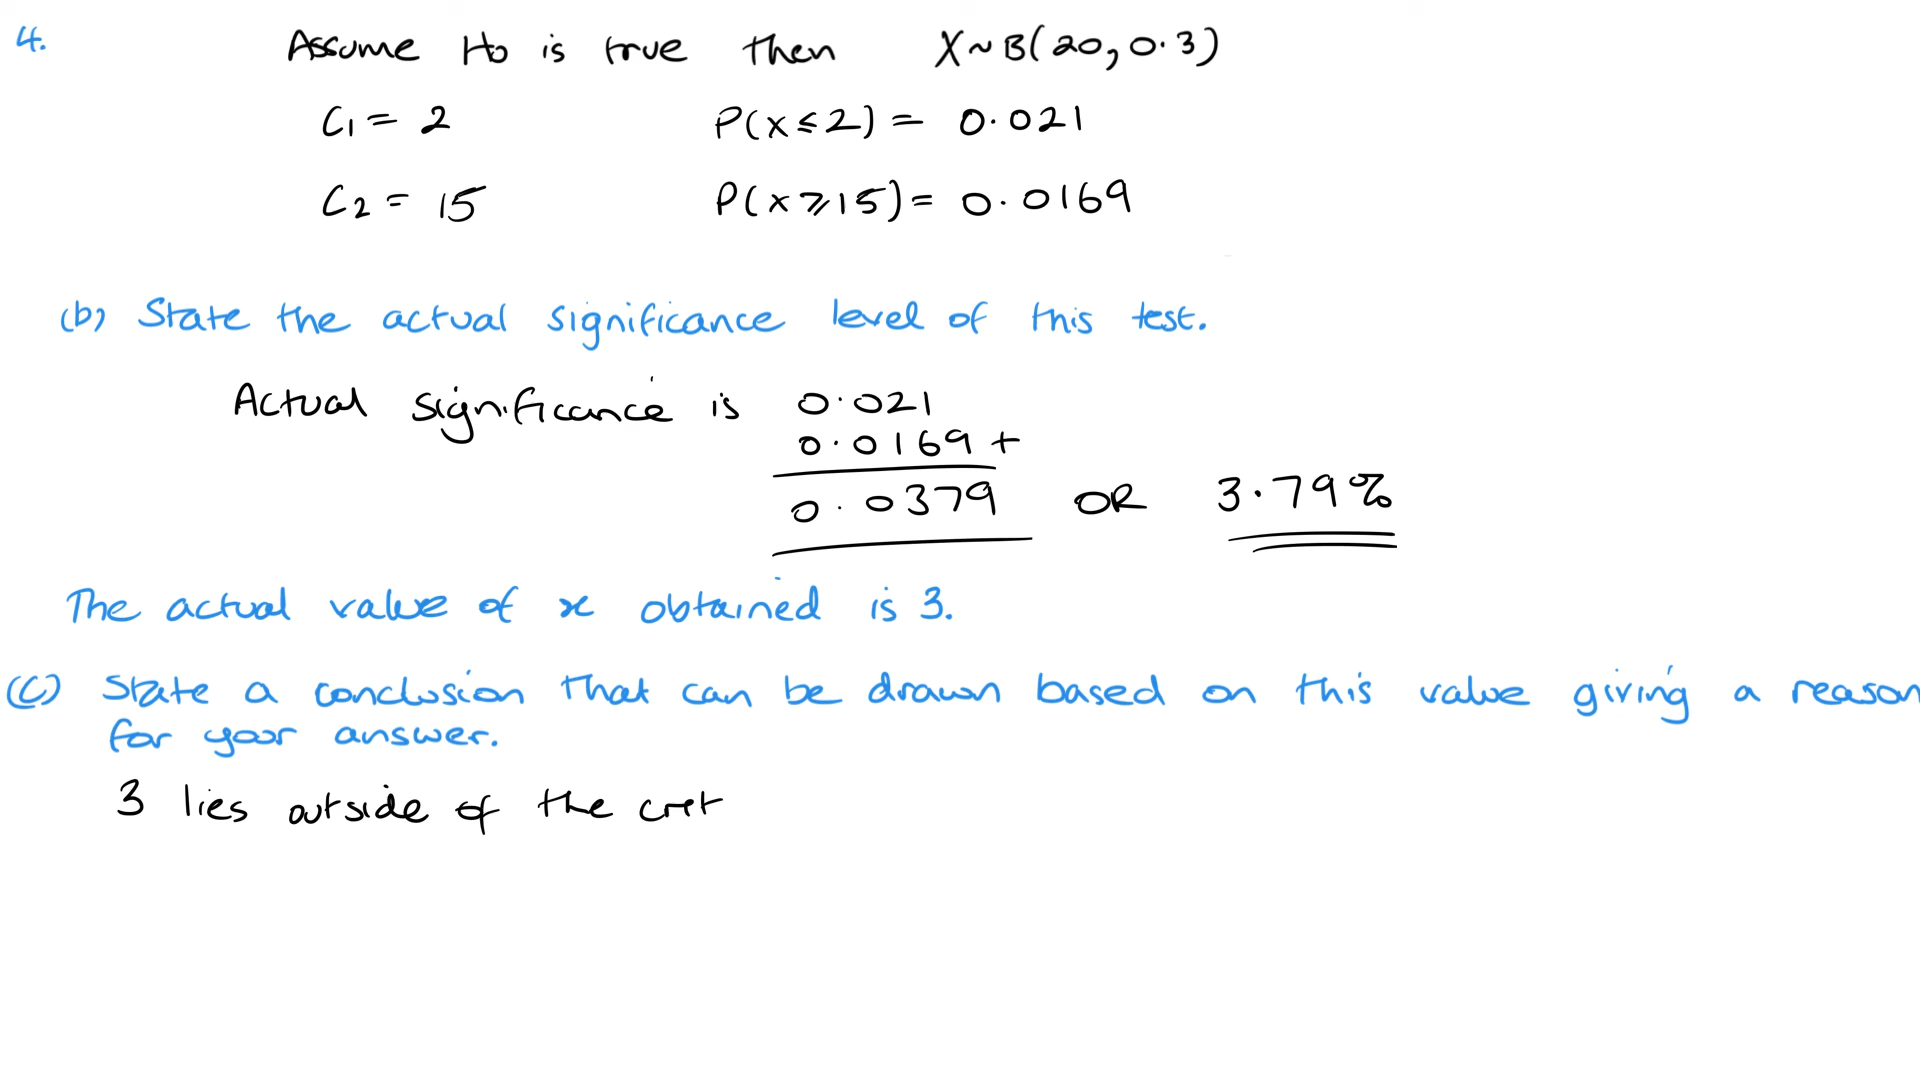 4. Assume H₀ is true then X~B(20, 0.3)
C₁ = 2 P(x ≤ 2) = 0.021
C₂ = 15 P(x ⩾ 15) = 0.0169
(b) State the actual significance level of this test.
Actual significance is 0.021
0.0169 +
0.0379 OR 3.79%
The actual value of x obtained is 3.
(c) State a conclusion that can be drawn based on this value giving a reason
for your answer.
3 lies outside of the crit